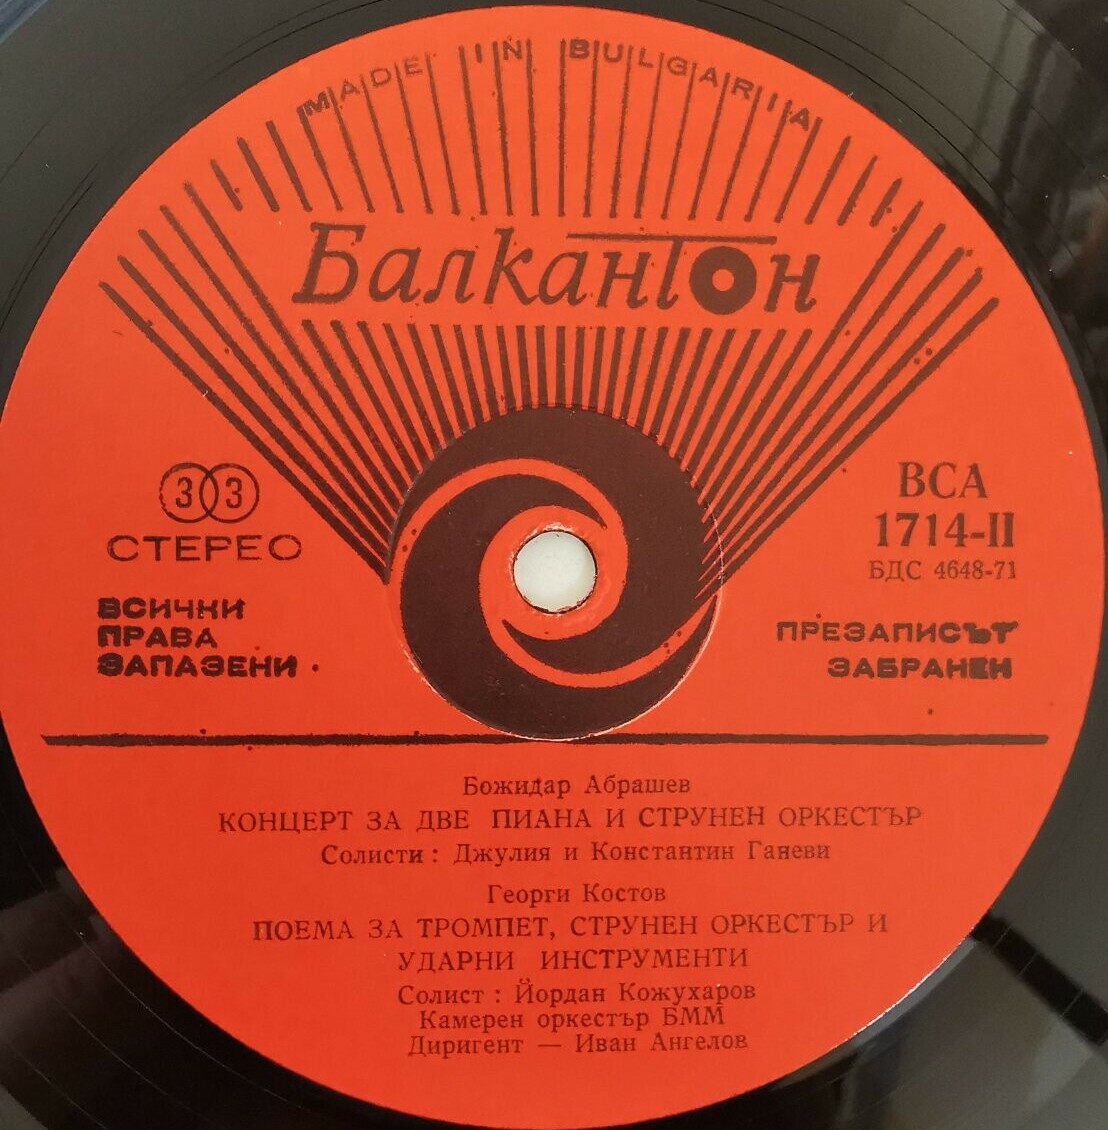 MADE IN BULGARIA
Балкантон
33
СТЕРЕО
ВСИЧКИ
ПРАВА
ЗАПАЗЕНИ
ВСА
1714-II
БДС 4648-71
ПРЕЗАПИСЪТ
ЗАБРАНЕН
Божидар Абрашев
КОНЦЕРТ ЗА ДВЕ ПИАНА И СТРУНЕН ОРКЕСТЪР
Солисти : Джулия и Константин Ганеви
Георги Костов
ПОЕМА ЗА ТРОМПЕТ, СТРУНЕН ОРКЕСТЪР И
УДАРНИ ИНСТРУМЕНТИ
Солист : Йордан Кожухаров
Камерен оркестър БММ
Диригент — Иван Ангелов